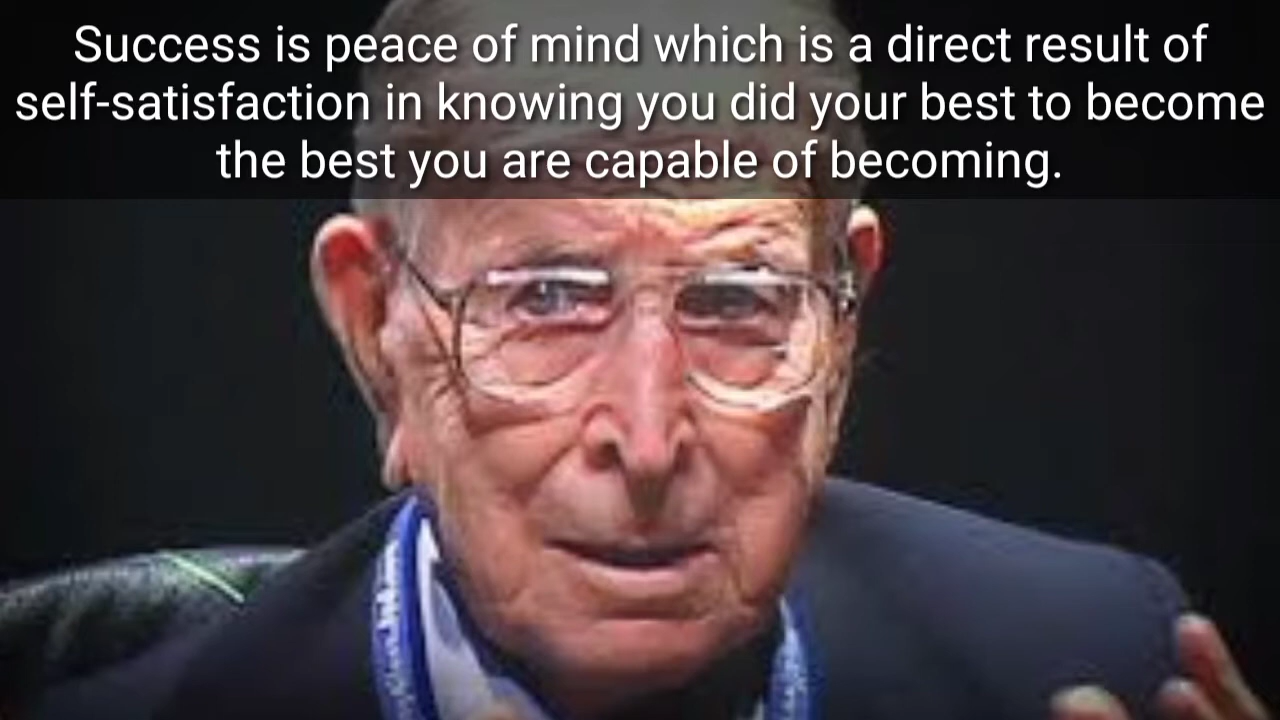 Success is peace of mind which is a direct result of
self-satisfaction in knowing you did your best to become
the best you are capable of becoming.